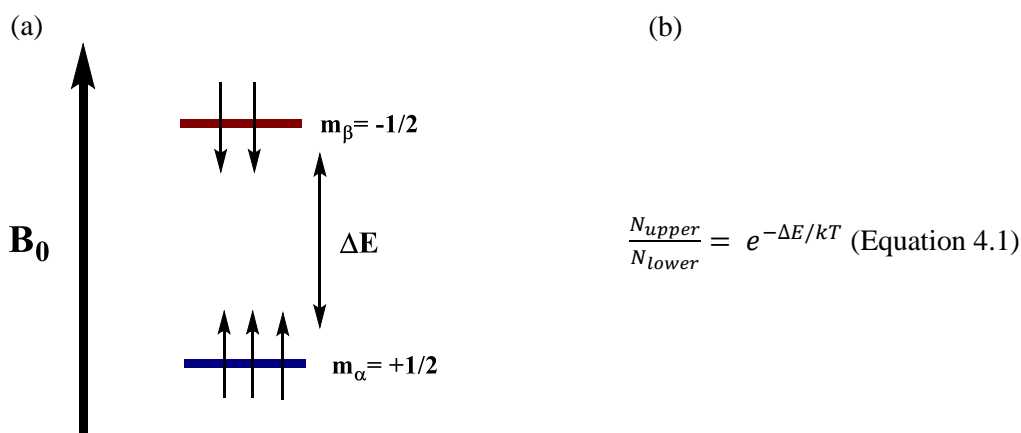 (a)
(b)
m_β= -1/2
B_0
ΔE
m_α= +1/2
N_upper/N_lower = e^{-ΔE/kT} (Equation 4.1)